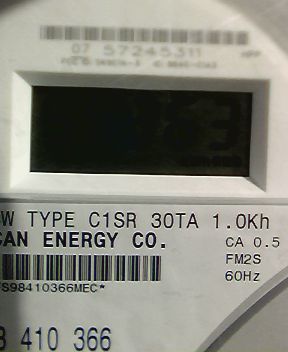 07 57245311
W TYPE C1SR 30TA 1.0Kh
CAN ENERGY CO.
CA 0.5
FM2S
60Hz
S98410366MEC*
410 366